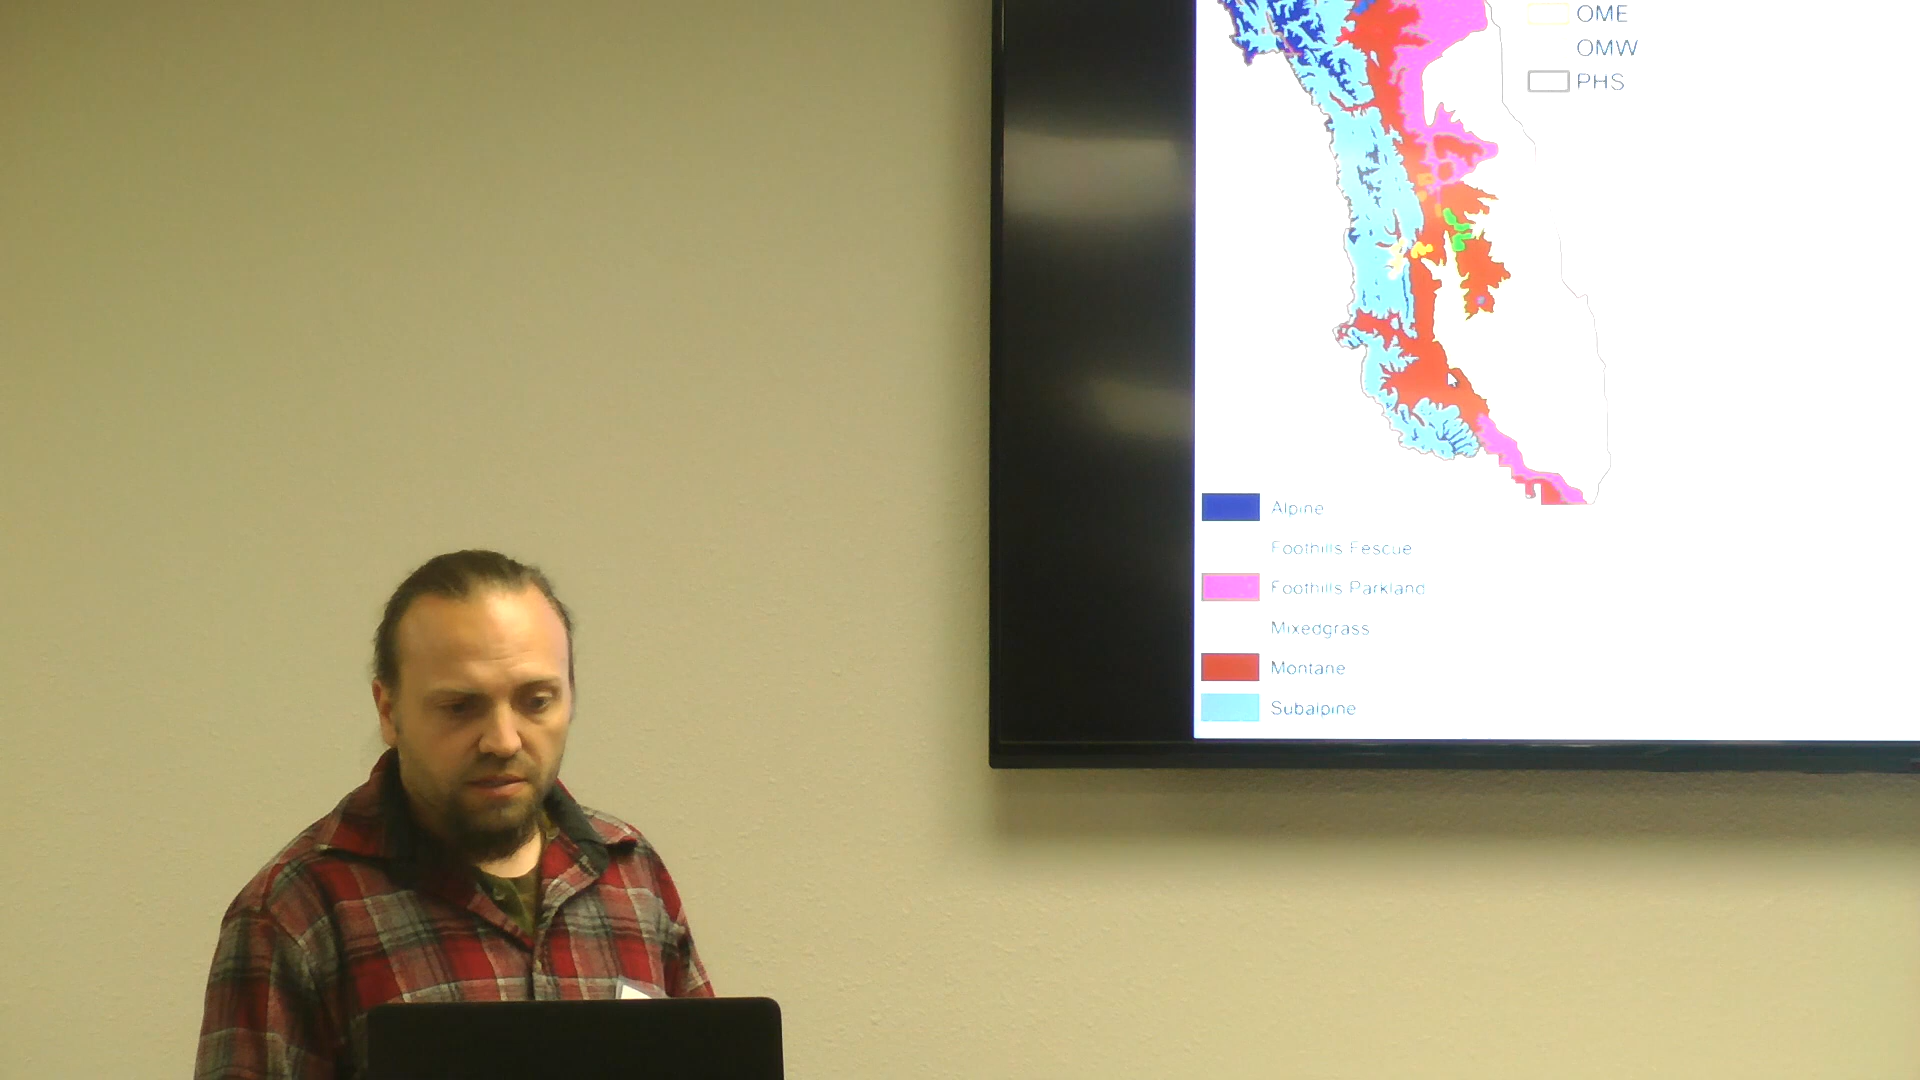 OME
OMW
PHS
Alpine
Foothills Fescue
Foothills Parkland
Mixedgrass
Montane
Subalpine